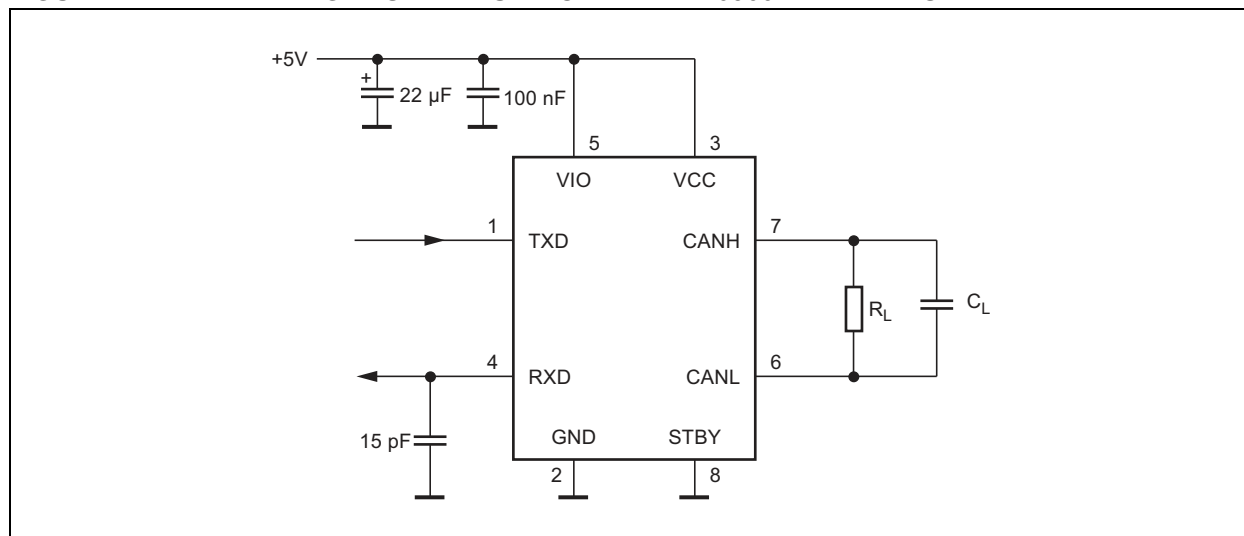 +5V
+
22 µF
100 nF
5
3
VIO
VCC
1
TXD
CANH
7
RL
CL
4
RXD
CANL
6
15 pF
GND
STBY
2
8